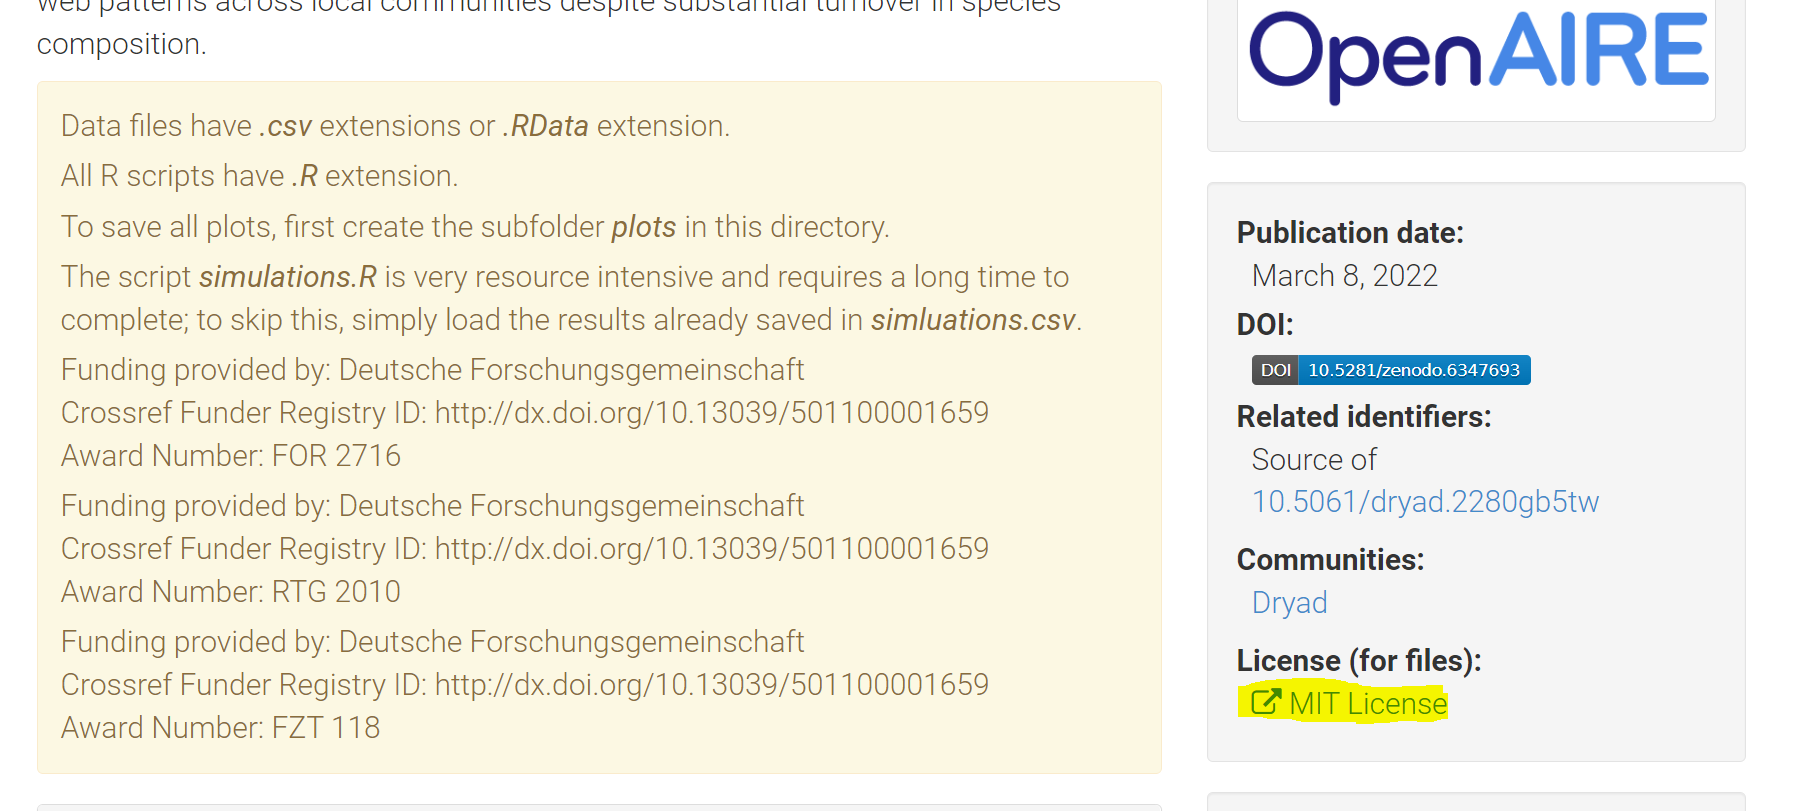 web patterns across local communities despite substantial turnover in species
composition.
Data files have .csv extensions or .RData extension.
All R scripts have .R extension.
To save all plots, first create the subfolder plots in this directory.
The script simulations.R is very resource intensive and requires a long time to
complete; to skip this, simply load the results already saved in simluations.csv.
Funding provided by: Deutsche Forschungsgemeinschaft
Crossref Funder Registry ID: http://dx.doi.org/10.13039/501100001659
Award Number: FOR 2716
Funding provided by: Deutsche Forschungsgemeinschaft
Crossref Funder Registry ID: http://dx.doi.org/10.13039/501100001659
Award Number: RTG 2010
Funding provided by: Deutsche Forschungsgemeinschaft
Crossref Funder Registry ID: http://dx.doi.org/10.13039/501100001659
Award Number: FZT 118
OpenAIRE
Publication date:
March 8, 2022
DOI:
DOI 10.5281/zenodo.6347693
Related identifiers:
Source of
10.5061/dryad.2280gb5tw
Communities:
Dryad
License (for files):
MIT License